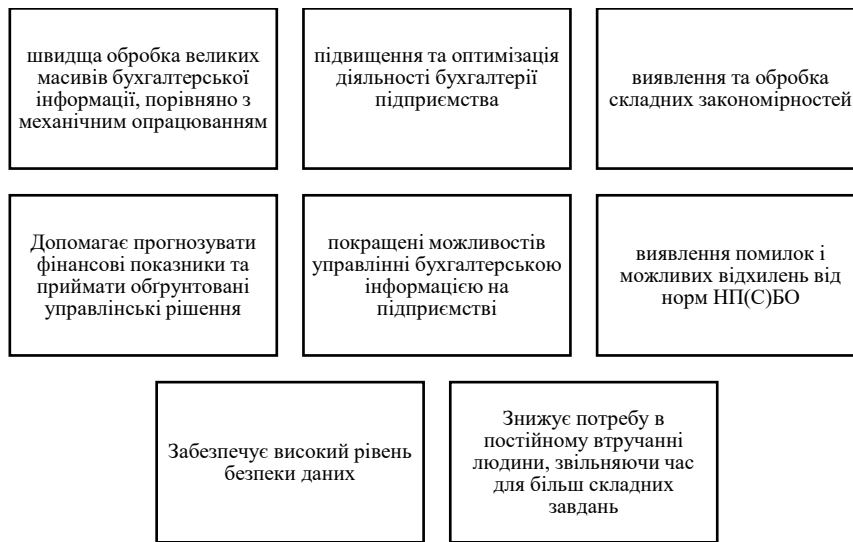 швидща обробка великих
масивів бухгалтерської
інформації, порівняно з
механічним опрацюванням
підвищення та оптимізація
діяльності бухгалтерії
підприємства
виявлення та обробка
складних закономірностей
Допомагає прогнозувати
фінансові показники та
приймати обґрунтовані
управлінські рішення
покращені можливостів
управлінні бухгалтерською
інформацією на
підприємстві
виявлення помилок і
можливих відхилень від
норм НП(С)БО
Забезпечує високий рівень
безпеки даних
Знижує потребу в
постійному втручанні
людини, звільняючи час
для більш складних
завдань